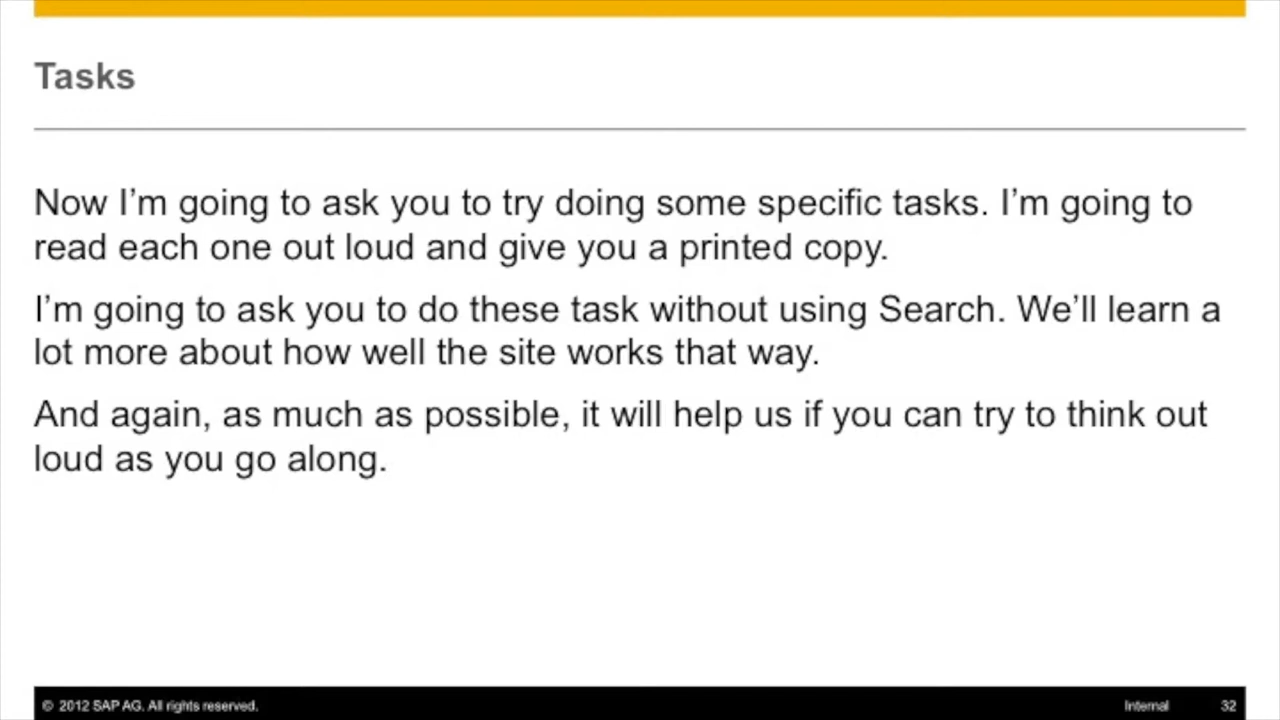 Tasks
Now I’m going to ask you to try doing some specific tasks. I’m going to
read each one out loud and give you a printed copy.
I’m going to ask you to do these task without using Search. We’ll learn a
lot more about how well the site works that way.
And again, as much as possible, it will help us if you can try to think out
loud as you go along.
© 2012 SAP AG. All rights reserved. Internal 32